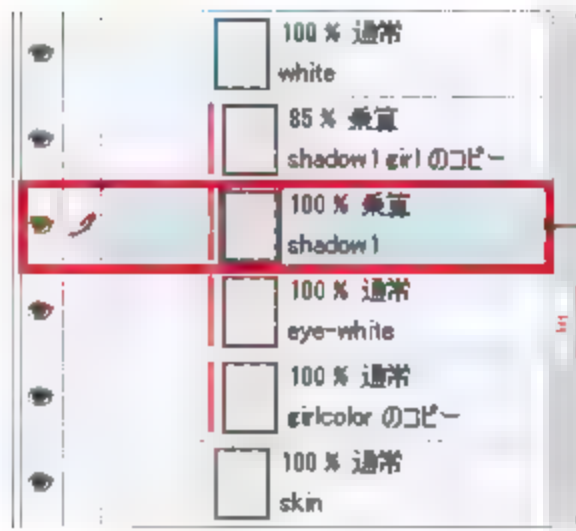 100 % 通常
white
85 % 乗算
shadow1 girl のコピー
100 % 乗算
shadow1
100 % 通常
eye-white
100 % 通常
girlcolor のコピー
100 % 通常
skin